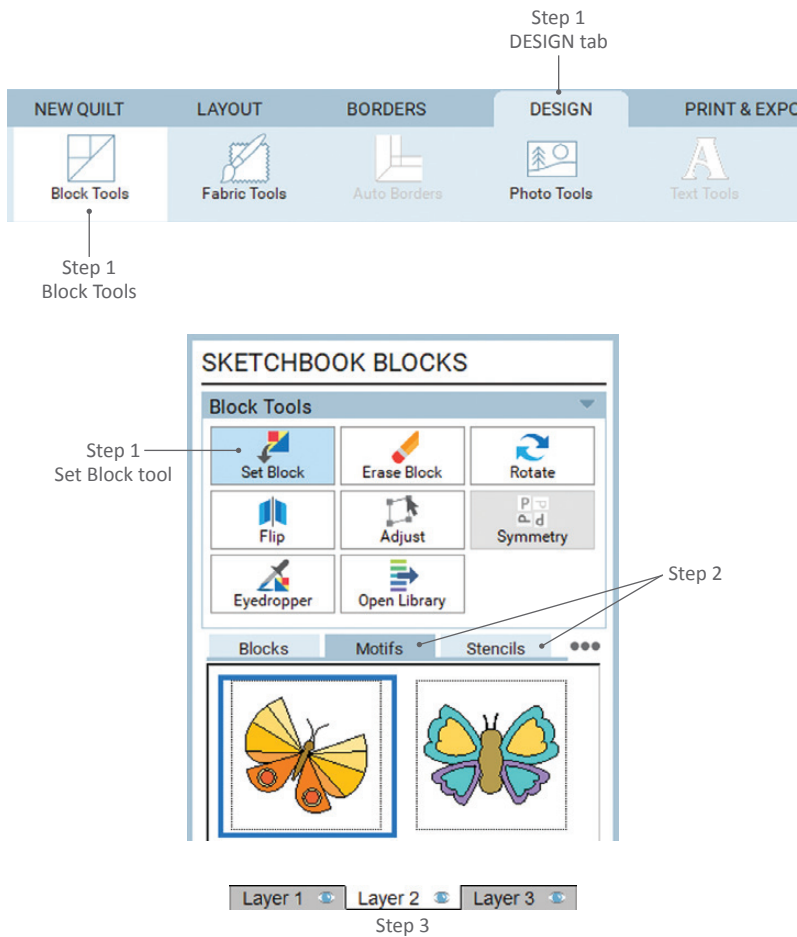 Step 1
DESIGN tab
NEW QUILT LAYOUT BORDERS DESIGN PRINT & EXPO
Block Tools Fabric Tools Auto Borders Photo Tools Text Tools
Step 1
Block Tools
SKETCHBOOK BLOCKS
Block Tools
Step 1
Set Block tool
Set Block Erase Block Rotate
Flip Adjust Symmetry
Eyedropper Open Library
Step 2
Blocks Motifs Stencils
Layer 1 Layer 2 Layer 3
Step 3